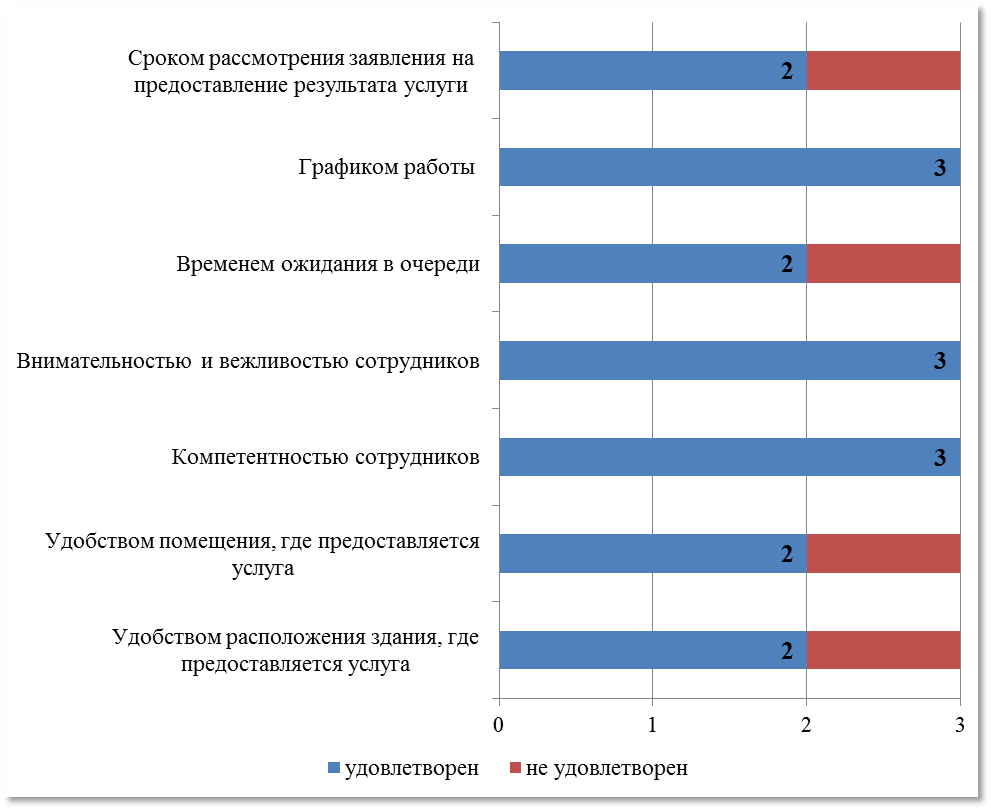 Сроком рассмотрения заявления на
предоставление результата услуги
2
Графиком работы
3
Временем ожидания в очереди
2
Внимательностью и вежливостью сотрудников
3
Компетентностью сотрудников
3
Удобством помещения, где предоставляется
услуга
2
Удобством расположения здания, где
предоставляется услуга
2
0 1 2 3
удовлетворен не удовлетворен